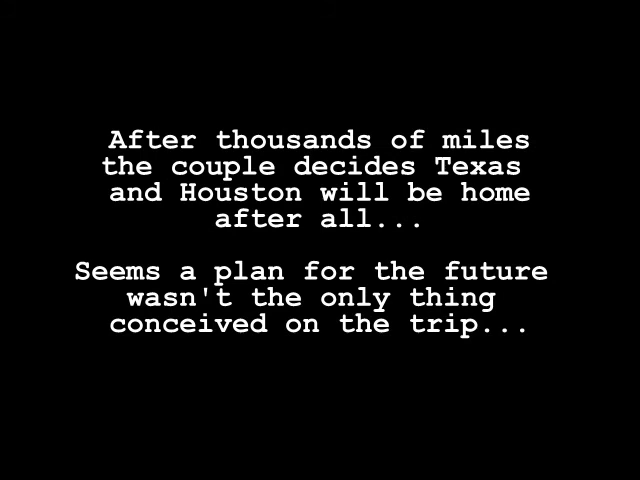 After thousands of miles
the couple decides Texas
and Houston will be home
after all...
Seems a plan for the future
wasn't the only thing
conceived on the trip...